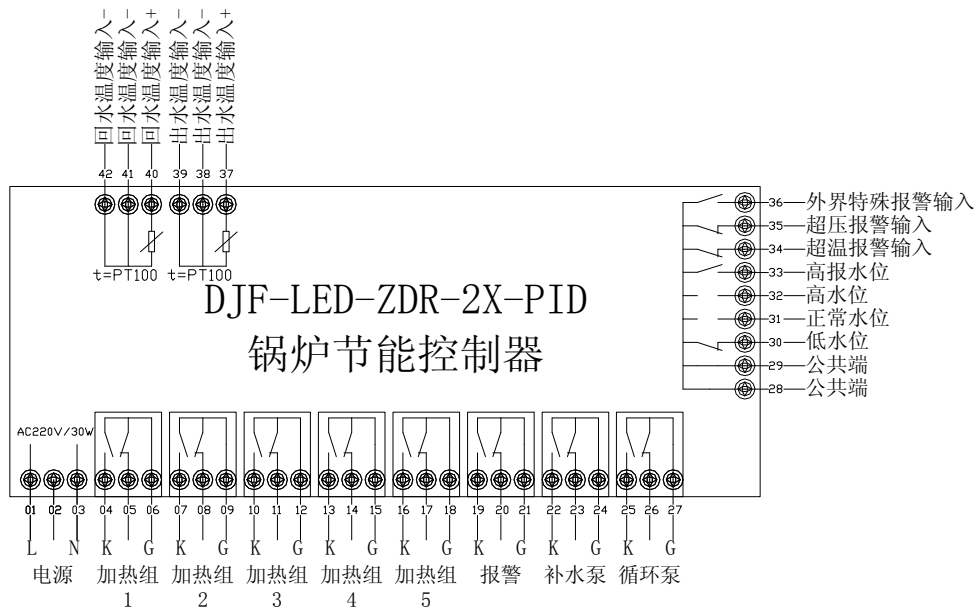 回水温度输入-
回水温度输入-
回水温度输入+
出水温度输入-
出水温度输入-
出水温度输入+
42 41 40 39 38 37
t=PT100 t=PT100
36 外界特殊报警输入
35 超压报警输入
34 超温报警输入
33 高报水位
32 高水位
31 正常水位
30 低水位
29 公共端
28 公共端
DJF-LED-ZDR-2X-PID
锅炉节能控制器
AC220V/30W
01 02 03 04 05 06 07 08 09 10 11 12 13 14 15 16 17 18 19 20 21 22 23 24 25 26 27
L N K G K G K G K G K G K G K G K G
电源 加热组 加热组 加热组 加热组 加热组 报警 补水泵 循环泵
1 2 3 4 5